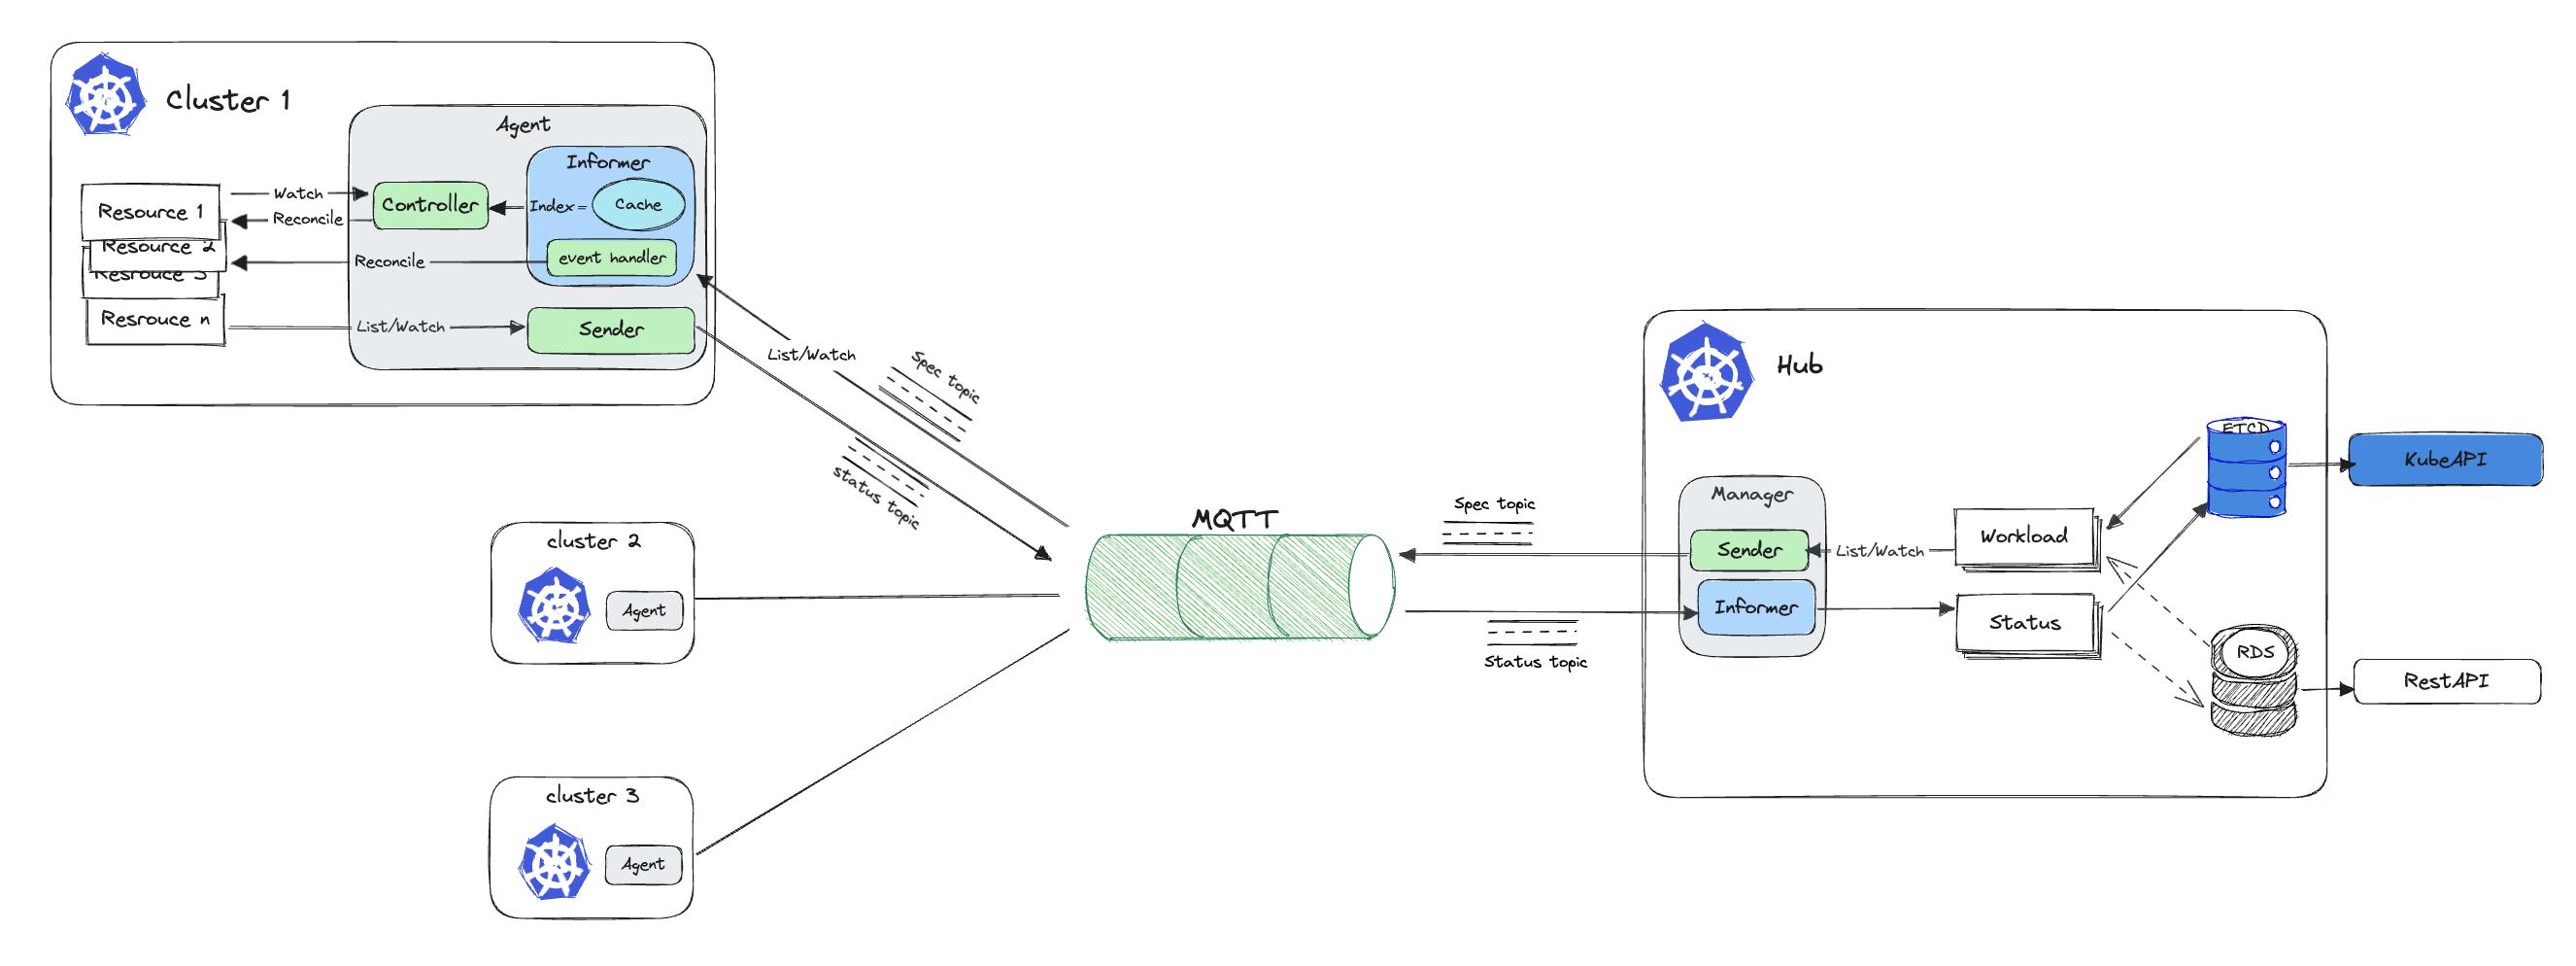 Cluster 1
Agent
Informer
Watch
Controller
Index
Cache
Resource 1
Reconcile
Resource 2
event handler
Reconcile
Resrouce 3
Resrouce n
List/Watch
Sender
List/Watch
Spec topic
status topic
cluster 2
Agent
cluster 3
Agent
MQTT
Spec topic
Status topic
Hub
Manager
Sender
Informer
List/Watch
Workload
Status
ETCD
KubeAPI
RDS
RestAPI